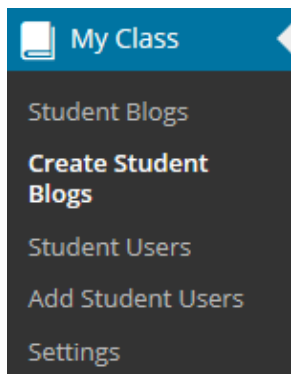 My Class
Student Blogs
Create Student
Blogs
Student Users
Add Student Users
Settings